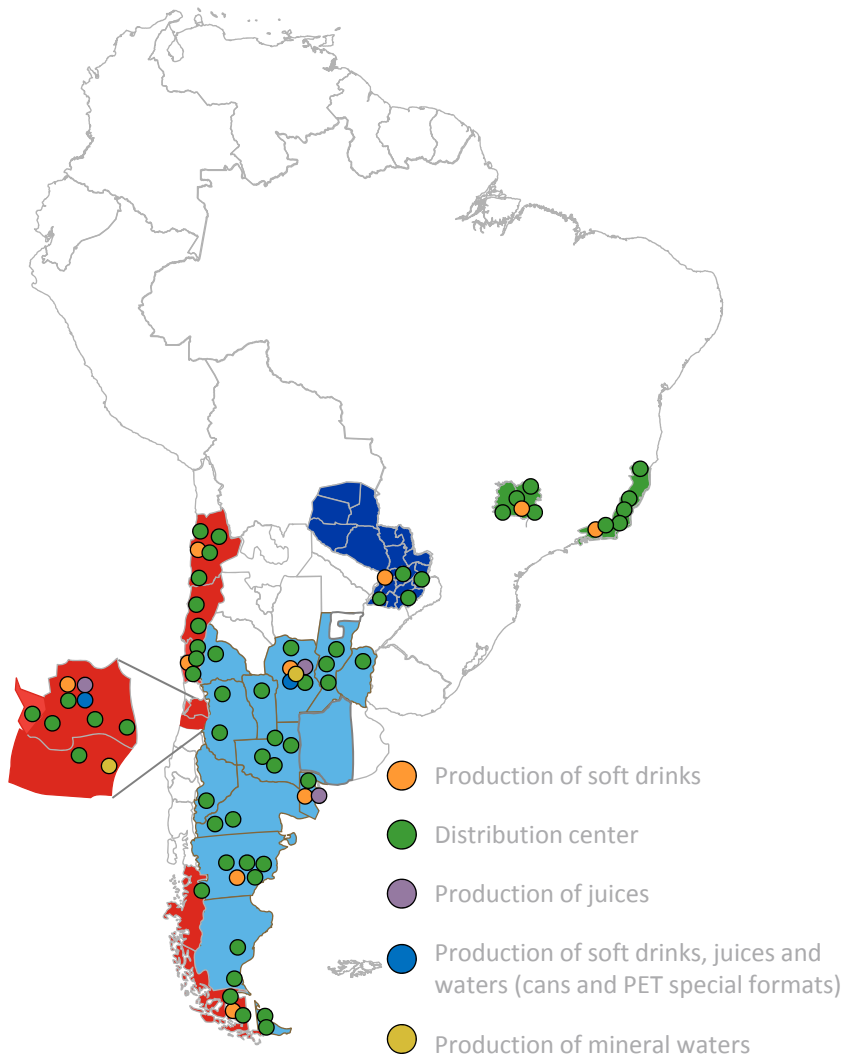 Production of soft drinks
Distribution center
Production of juices
Production of soft drinks, juices and
waters (cans and PET special formats)
Production of mineral waters